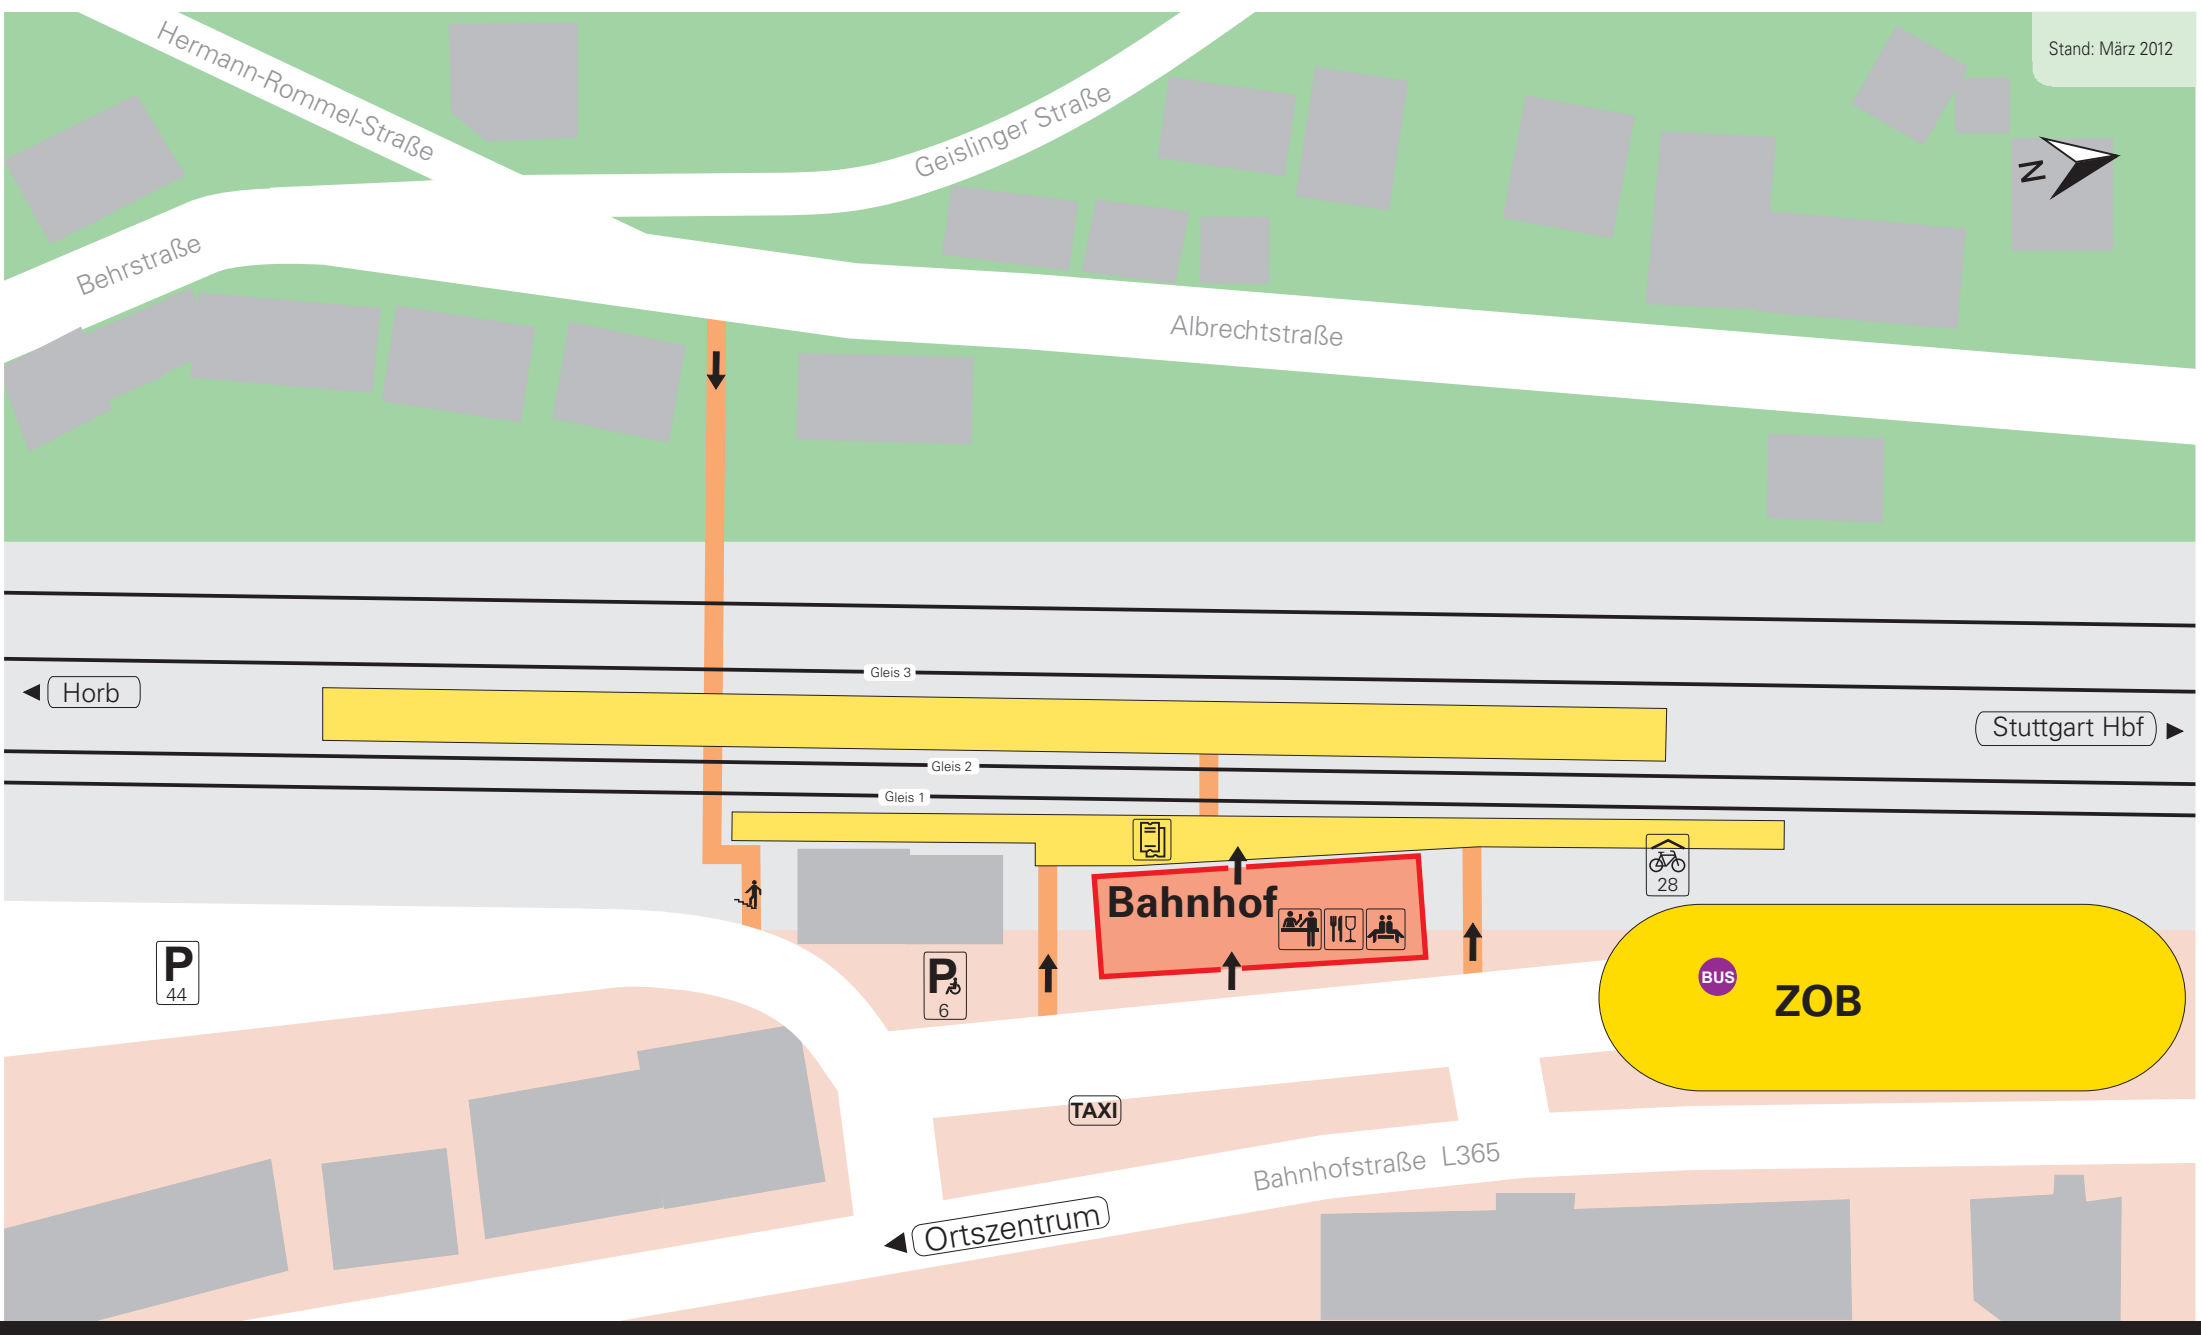 Hermann-Rommel-Straße
Stand: März 2012
Geislinger Straße
N
Behrstraße
Albrechtstraße
Gleis 3
Horb
Stuttgart Hbf
Gleis 2
Gleis 1
28
Bahnhof
P
44
P
6
BUS
ZOB
TAXI
Bahnhofstraße L365
Ortszentrum